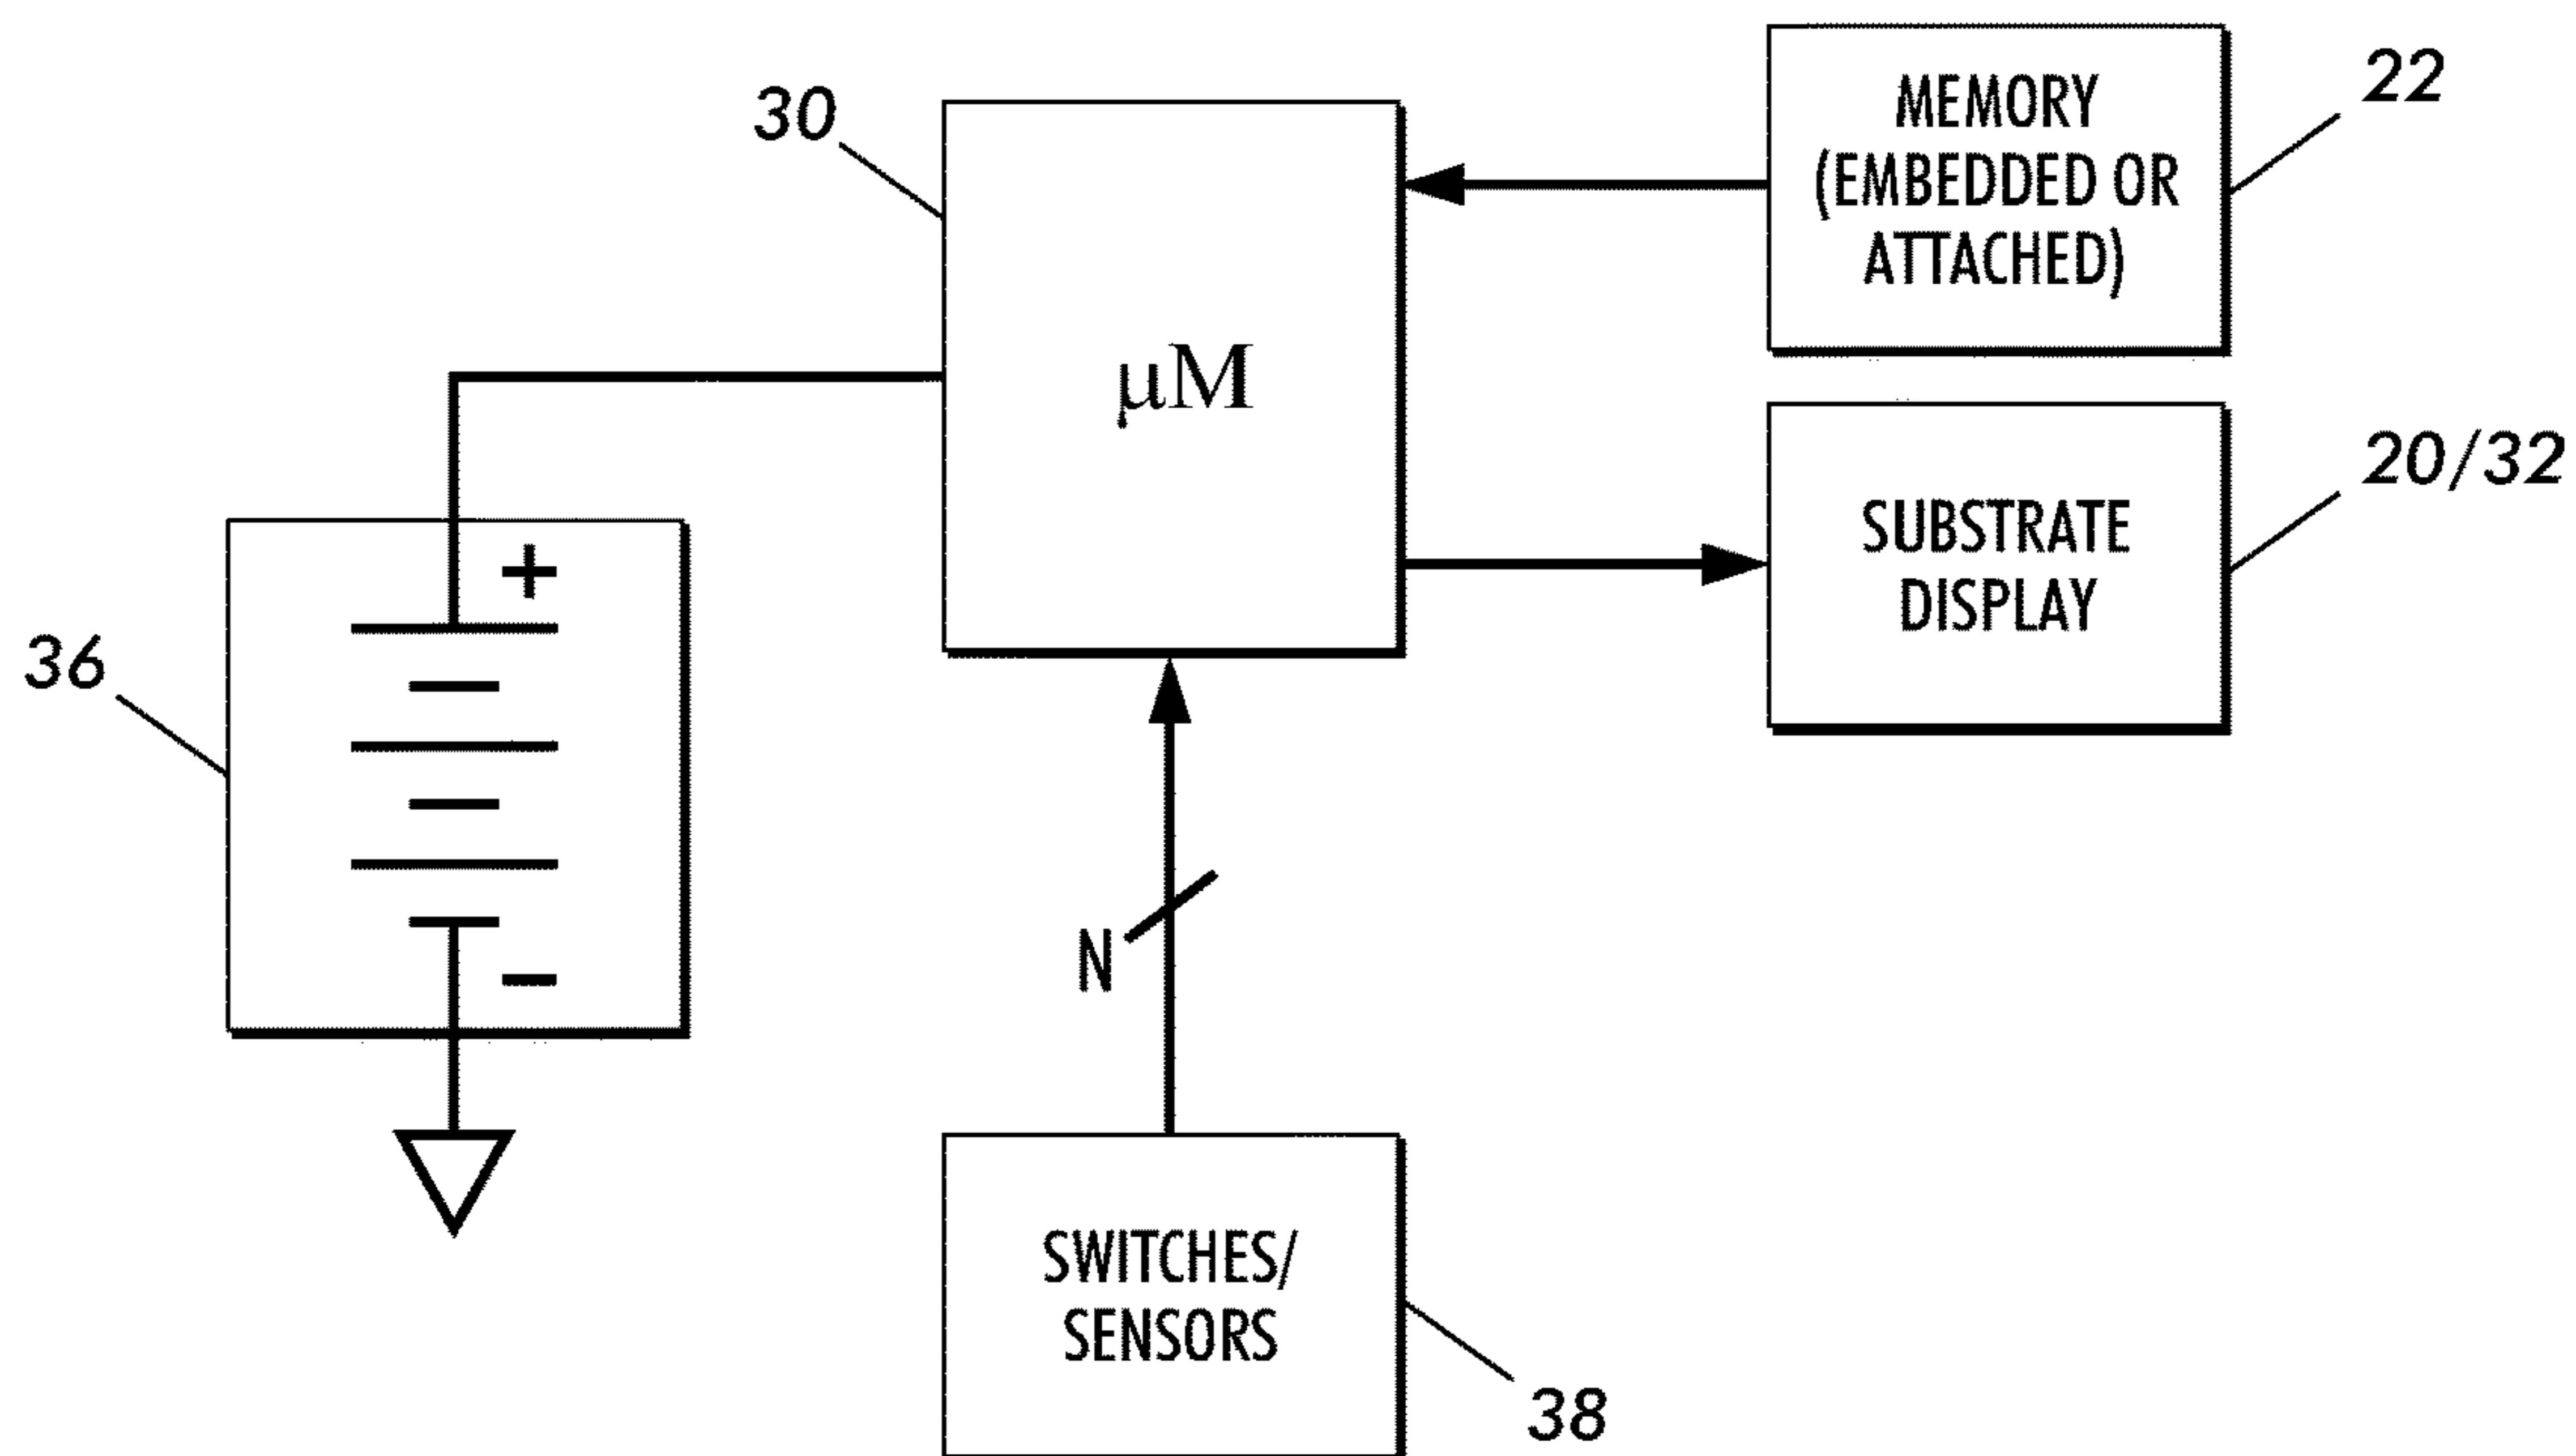 30
µM
MEMORY
(EMBEDDED OR
ATTACHED)
22
SUBSTRATE
DISPLAY
20/32
36
+
−
N
SWITCHES/
SENSORS
38